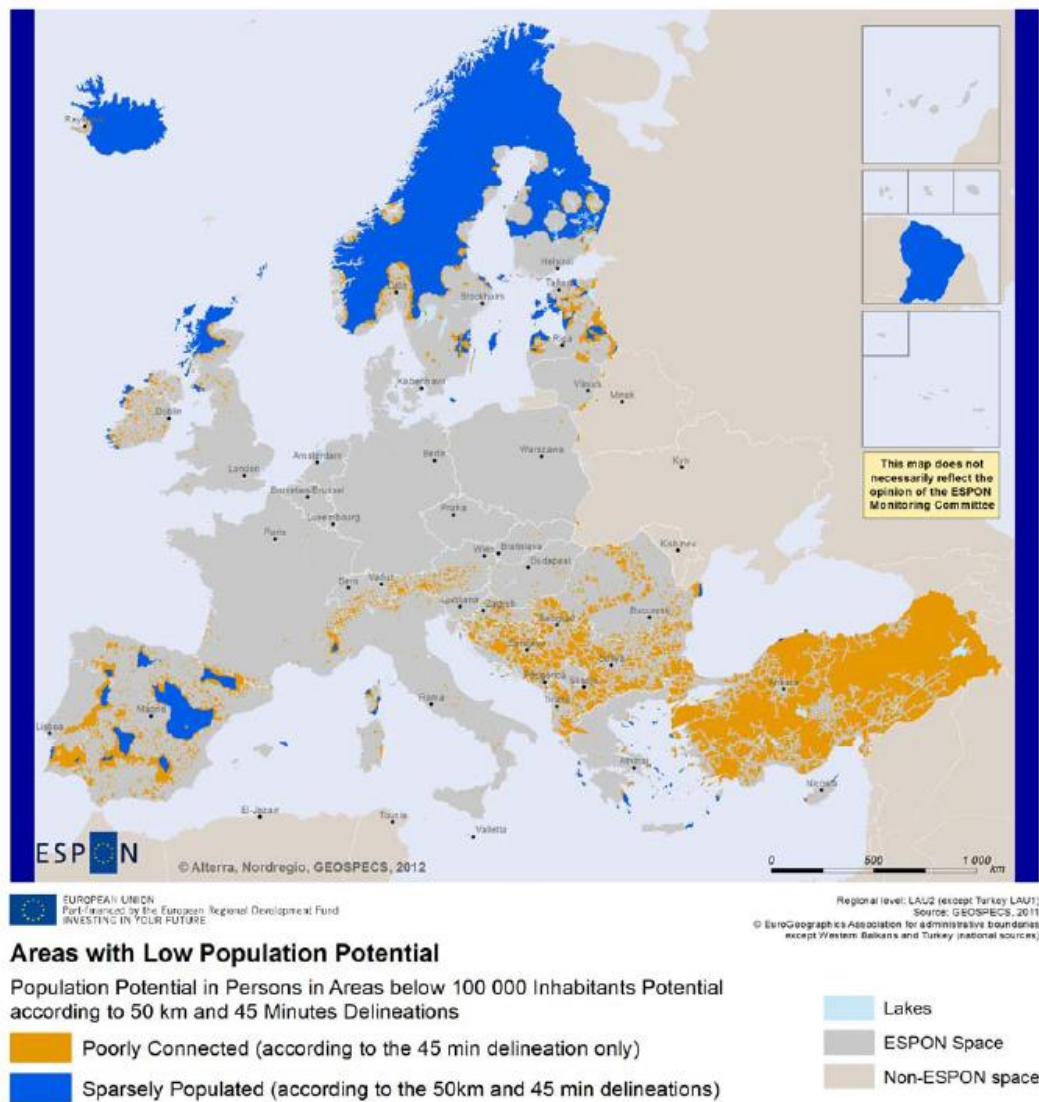 Reykjavik
Oslo
Helsinki
Tallinn
Stockholm
Riga
København
Vilnius
Minsk
Dublin
London
Amsterdam
Berlin
Warszawa
Kyiv
Bruxelles/Brussel
Luxembourg
Praha
Paris
Wien
Bratislava
Budapest
Kishinev
Bern
Vaduz
Ljubljana
Zagreb
Beograd
Bucuresti
Sarajevo
Sofiya
Podgorica
Skopje
Tirana
Roma
Madrid
Lisboa
Ankara
Athinai
Nicosia
El-Jazair
Tounis
Valletta
This map does not
necessarily reflect the
opinion of the ESPON
Monitoring Committee
ESPON
© Alterra, Nordregio, GEOSPECS, 2012
0 500 1 000
km
EUROPEAN UNION
Part-financed by the European Regional Development Fund
INVESTING IN YOUR FUTURE
Regional level: LAU2 (except Turkey LAU1)
Source: GEOSPECS, 2011
© EuroGeographics Association for administrative boundaries
except Western Balkans and Turkey (national sources)
Areas with Low Population Potential
Population Potential in Persons in Areas below 100 000 Inhabitants Potential
according to 50 km and 45 Minutes Delineations
Poorly Connected (according to the 45 min delineation only)
Sparsely Populated (according to the 50km and 45 min delineations)
Lakes
ESPON Space
Non-ESPON space